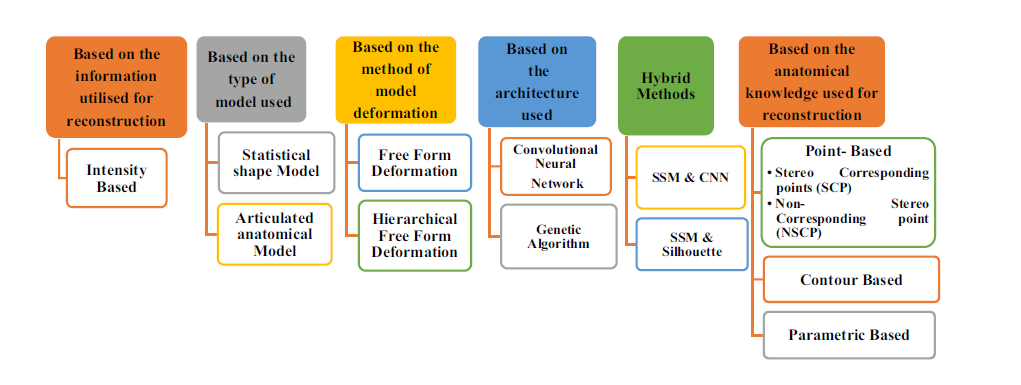 Based on the
information
utilised for
reconstruction
Intensity
Based
Based on the
type of
model used
Statistical
shape Model
Articulated
anatomical
Model
Based on the
method of
model
deformation
Free Form
Deformation
Hierarchical
Free Form
Deformation
Based on
the
architecture
used
Convolutional
Neural
Network
Genetic
Algorithm
Hybrid
Methods
SSM & CNN
SSM &
Silhouette
Based on the
anatomical
knowledge used for
reconstruction
Point- Based
• Stereo Corresponding
points (SCP)
• Non- Stereo
Corresponding point
(NSCP)
Contour Based
Parametric Based